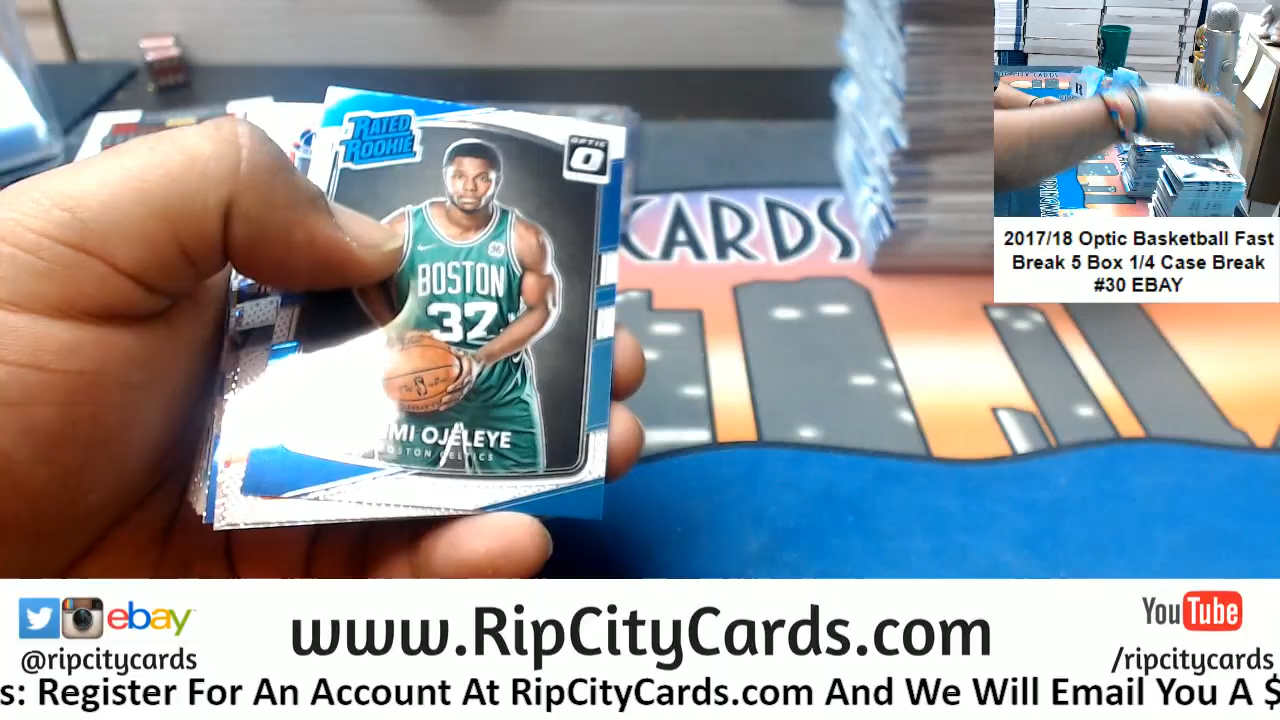 RATED
ROOKIE
OPTIC
O
BOSTON
37
MI OJELEYE
BOSTON CELTICS
CARDS
2017/18 Optic Basketball Fast
Break 5 Box 1/4 Case Break
#30 EBAY
ebay
@ripcitycards
www.RipCityCards.com
YouTube
/ripcitycards
s: Register For An Account At RipCityCards.com And We Will Email You A $